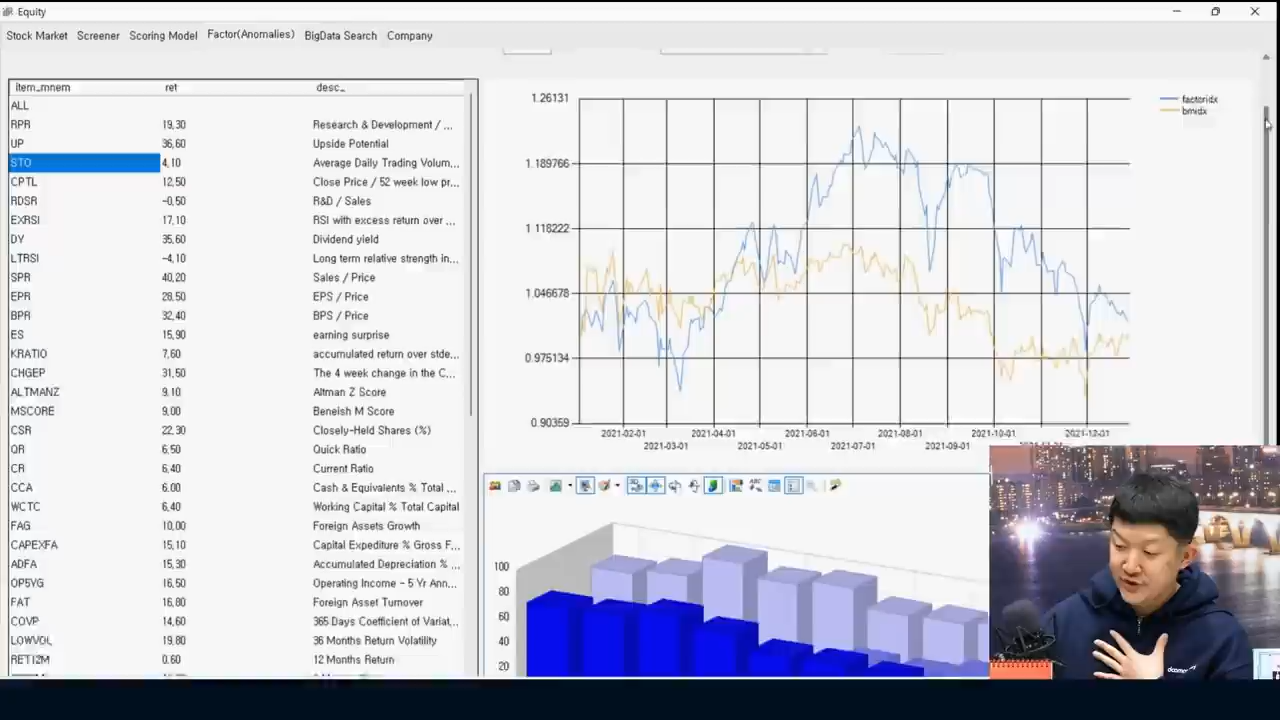 Equity
Stock Market Screener Scoring Model Factor(Anomalies) BigData Search Company
item_mnem ret desc_
ALL
RPR 19,30 Research & Development / ...
UP 36,60 Upside Potential
STO 4,10 Average Daily Trading Volum...
CPTL 12,50 Close Price / 52 week low pr...
RDSR -0,50 R&D / Sales
EXRSI 17,10 RSI with excess return over ...
DY 35,60 Dividend yield
LTRSI -4,10 Long term relative strength in...
SPR 40,20 Sales / Price
EPR 28,50 EPS / Price
BPR 32,40 BPS / Price
ES 15,90 earning surprise
KRATIO 7,60 accumulated return over stde...
CHGEP 31,50 The 4 week change in the C...
ALTMANZ 9,10 Altman Z Score
MSCORE 9,00 Beneish M Score
CSR 22,30 Closely-Held Shares (%)
QR 6,50 Quick Ratio
CR 6,40 Current Ratio
CCA 6,00 Cash & Equivalents % Total ...
WCTC 6,40 Working Capital % Total Capital
FAG 10,00 Foreign Assets Growth
CAPEXFA 15,10 Capital Expediture % Gross F...
ADFA 15,30 Accumulated Depreciation % ...
OP5VG 16,50 Operating Income - 5 Yr Ann...
FAT 16,80 Foreign Asset Turnover
COVP 14,60 365 Days Coefficient of Variat...
LOWVOL 19,80 36 Months Return Volatility
RET12M 0,60 12 Months Return
1.26131
1.189766
1.118222
1.046678
0.975134
0.90359
2021-02-01 2021-04-01 2021-06-01 2021-08-01 2021-10-01 2021-12-01
2021-03-01 2021-05-01 2021-07-01 2021-09-01
factoridx
bmidx
100
80
60
40
20